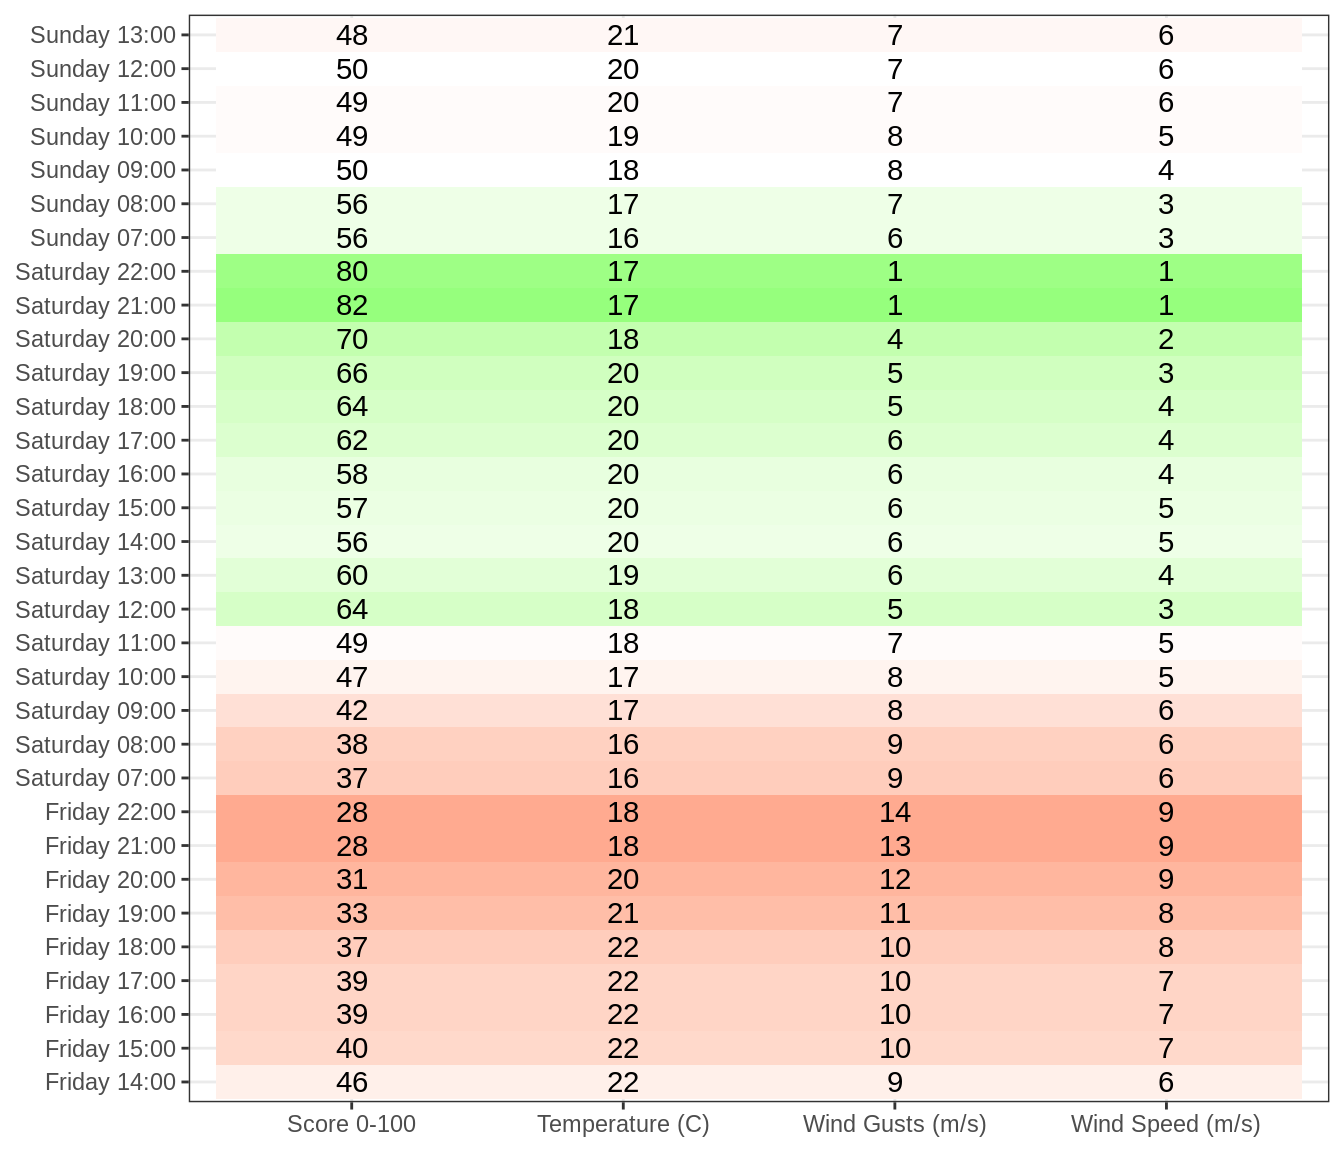 Sunday 13:00 48 21 7 6
Sunday 12:00 50 20 7 6
Sunday 11:00 49 20 7 6
Sunday 10:00 49 19 8 5
Sunday 09:00 50 18 8 4
Sunday 08:00 56 17 7 3
Sunday 07:00 56 16 6 3
Saturday 22:00 80 17 1 1
Saturday 21:00 82 17 1 1
Saturday 20:00 70 18 4 2
Saturday 19:00 66 20 5 3
Saturday 18:00 64 20 5 4
Saturday 17:00 62 20 6 4
Saturday 16:00 58 20 6 4
Saturday 15:00 57 20 6 5
Saturday 14:00 56 20 6 5
Saturday 13:00 60 19 6 4
Saturday 12:00 64 18 5 3
Saturday 11:00 49 18 7 5
Saturday 10:00 47 17 8 5
Saturday 09:00 42 17 8 6
Saturday 08:00 38 16 9 6
Saturday 07:00 37 16 9 6
Friday 22:00 28 18 14 9
Friday 21:00 28 18 13 9
Friday 20:00 31 20 12 9
Friday 19:00 33 21 11 8
Friday 18:00 37 22 10 8
Friday 17:00 39 22 10 7
Friday 16:00 39 22 10 7
Friday 15:00 40 22 10 7
Friday 14:00 46 22 9 6
Score 0-100 Temperature (C) Wind Gusts (m/s) Wind Speed (m/s)